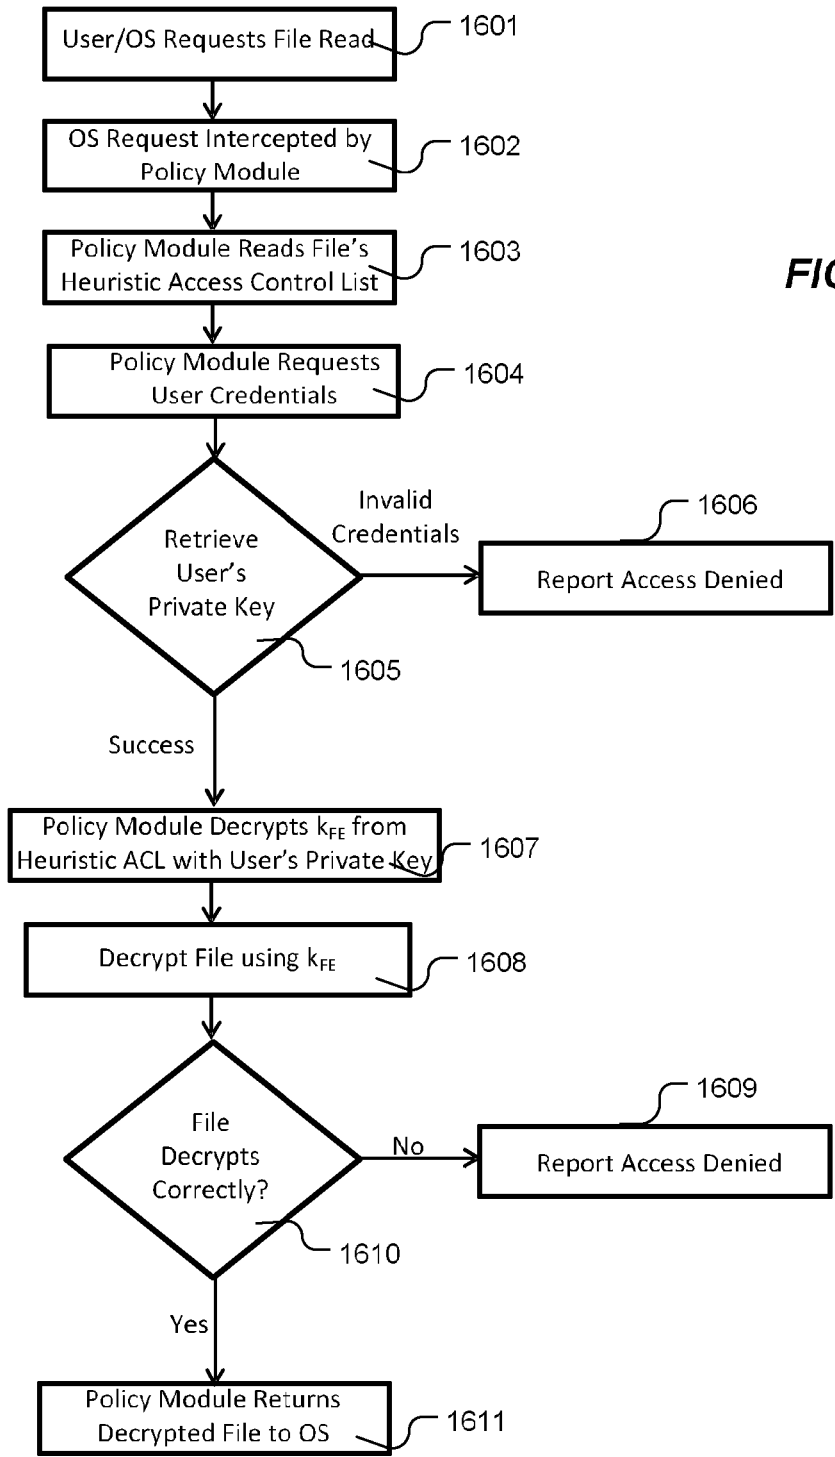 User/OS Requests File Read
1601
OS Request Intercepted by
Policy Module
1602
Policy Module Reads File's
Heuristic Access Control List
1603
FIG
Policy Module Requests
User Credentials
1604
Retrieve
User's
Private Key
1605
Invalid
Credentials
1606
Report Access Denied
Success
Policy Module Decrypts kFE from
Heuristic ACL with User's Private Key
1607
Decrypt File using kFE
1608
File
Decrypts
Correctly?
1610
No
1609
Report Access Denied
Yes
Policy Module Returns
Decrypted File to OS
1611